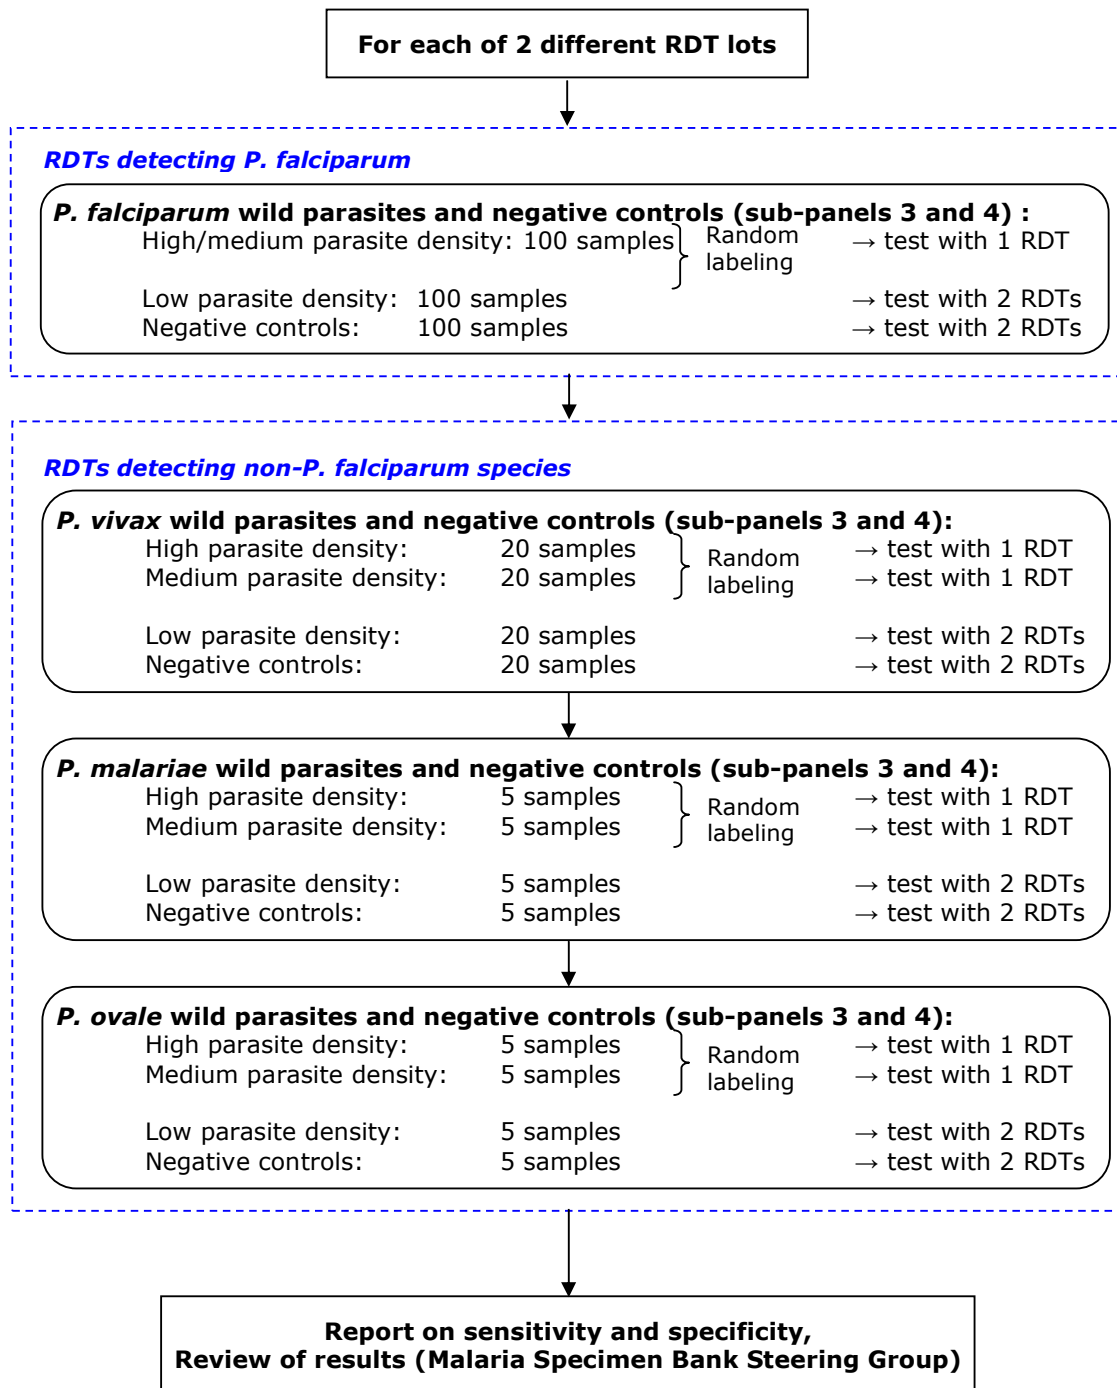 For each of 2 different RDT lots
RDTs detecting P. falciparum
P. falciparum wild parasites and negative controls (sub-panels 3 and 4) :
High/medium parasite density: 100 samples Random → test with 1 RDT
labeling
Low parasite density: 100 samples → test with 2 RDTs
Negative controls: 100 samples → test with 2 RDTs
RDTs detecting non-P. falciparum species
P. vivax wild parasites and negative controls (sub-panels 3 and 4):
High parasite density: 20 samples Random → test with 1 RDT
Medium parasite density: 20 samples labeling → test with 1 RDT
Low parasite density: 20 samples → test with 2 RDTs
Negative controls: 20 samples → test with 2 RDTs
P. malariae wild parasites and negative controls (sub-panels 3 and 4):
High parasite density: 5 samples Random → test with 1 RDT
Medium parasite density: 5 samples labeling → test with 1 RDT
Low parasite density: 5 samples → test with 2 RDTs
Negative controls: 5 samples → test with 2 RDTs
P. ovale wild parasites and negative controls (sub-panels 3 and 4):
High parasite density: 5 samples Random → test with 1 RDT
Medium parasite density: 5 samples labeling → test with 1 RDT
Low parasite density: 5 samples → test with 2 RDTs
Negative controls: 5 samples → test with 2 RDTs
Report on sensitivity and specificity,
Review of results (Malaria Specimen Bank Steering Group)